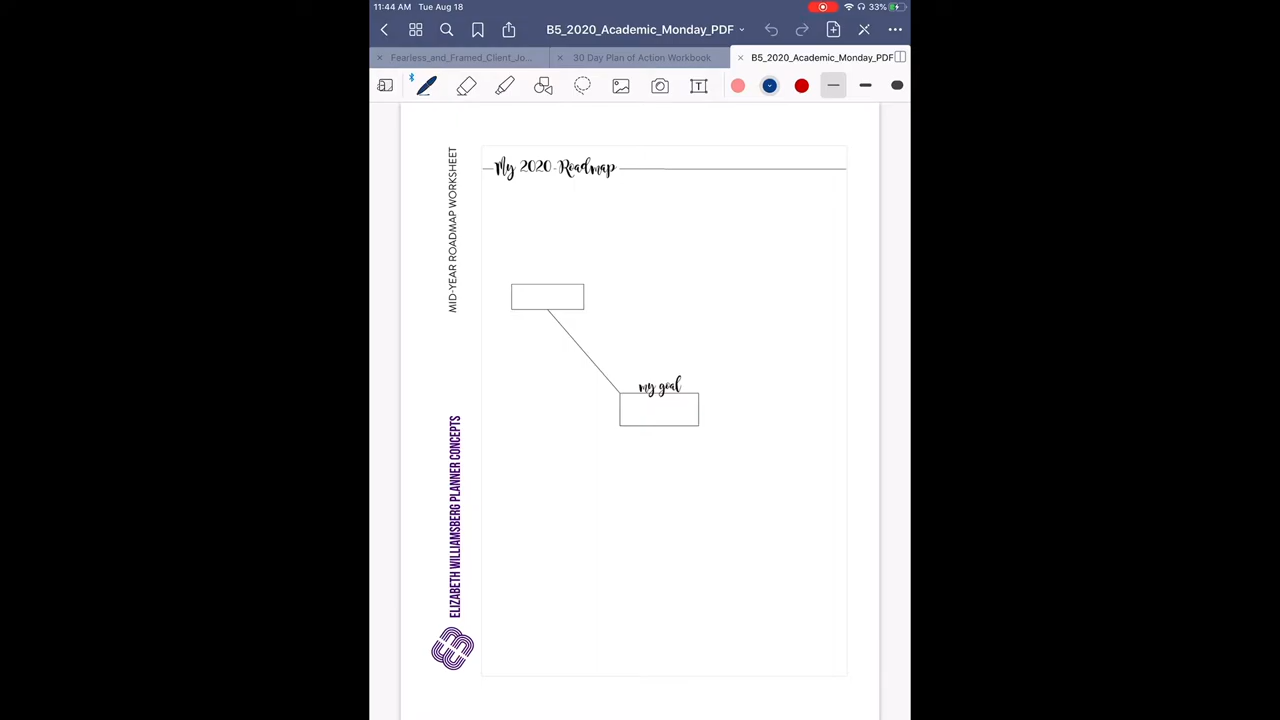 11:44 AM Tue Aug 18 33%
B5_2020_Academic_Monday_PDF
Fearless_and_Framed_Client_Jo...
30 Day Plan of Action Workbook
B5_2020_Academic_Monday_PDF
T
MID-YEAR ROADMAP WORKSHEET
My 2020 Roadmap
my goal
ELIZABETH WILLIAMSBERG PLANNER CONCEPTS